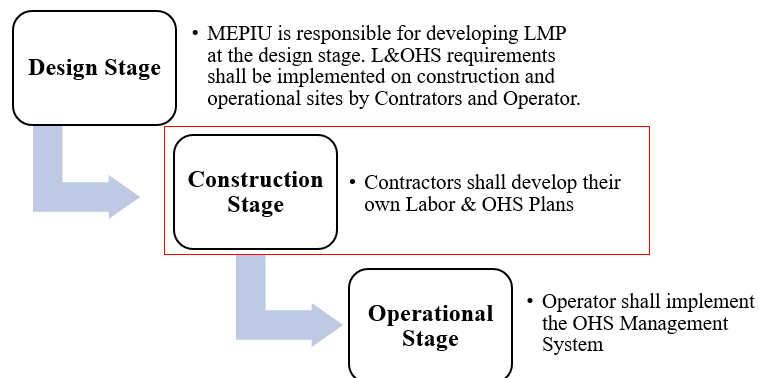 Design Stage
• MEPIU is responsible for developing LMP
at the design stage. L&OHS requirements
shall be implemented on construction and
operational sites by Contrators and Operator.
Construction
Stage
• Contractors shall develop their
own Labor & OHS Plans
Operational
Stage
• Operator shall implement
the OHS Management
System